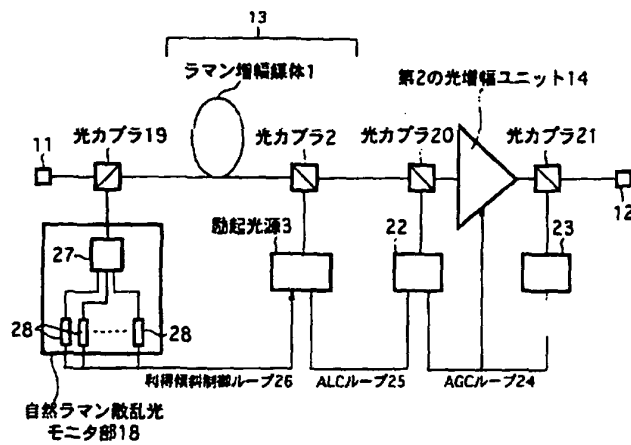 13
ラマン増幅媒体1
第2の光増幅ユニット14
光カプラ19
光カプラ2
光カプラ20
光カプラ21
11
12
励起光源3
22
23
27
28
28
利得傾斜制御ループ26
ALCループ25
AGCループ24
自然ラマン散乱光
モニタ部18